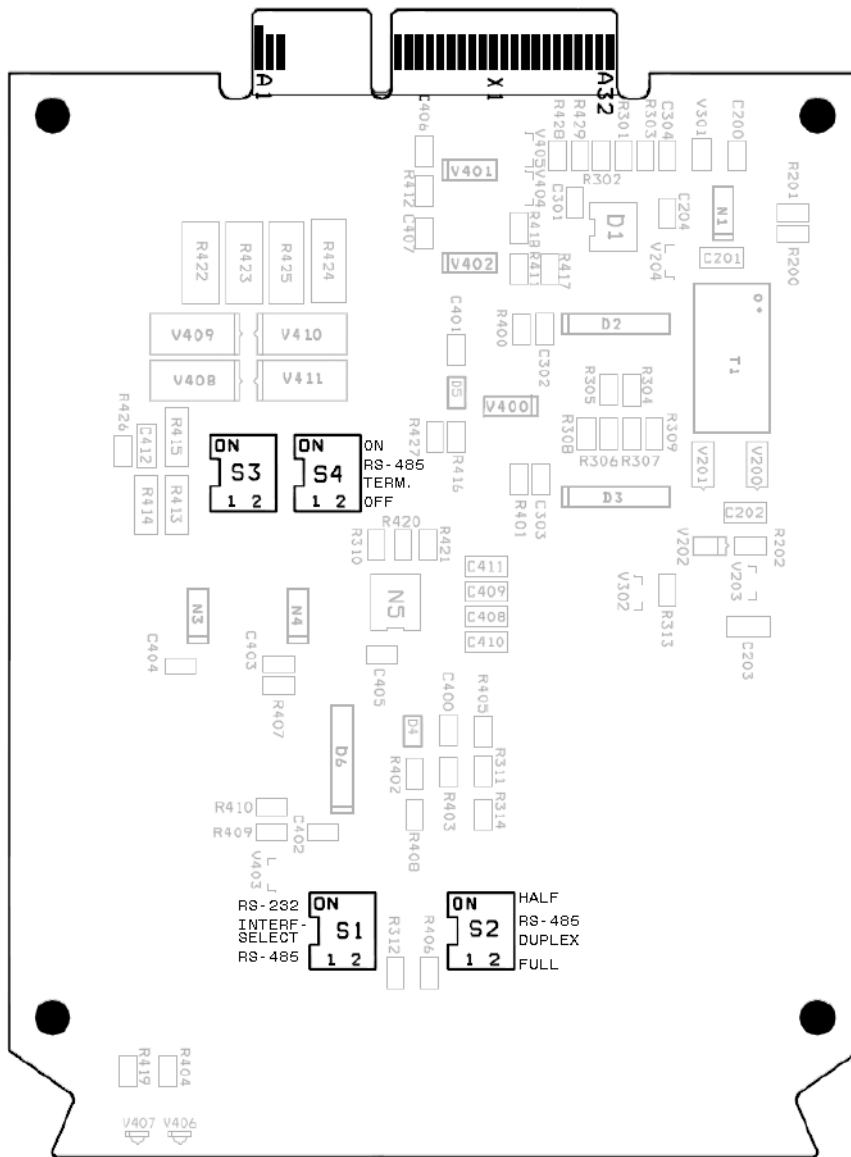 A1
X1
A32
C406
R428
R429
R301
R303
C304
V301
C200
V405
V404
V401
R412
C407
R302
C301
D1
C204
N1
R201
R200
R418
V204
C201
R422
R423
R425
R424
V402
R411
R417
V409
V410
C401
R400
C302
D2
T1
V408
V411
D5
V400
R305
R304
R426
C412
R415
R427
R416
R308
R306
R307
R309
V201
V200
ON
S3
1 2
ON
S4
1 2
ON
RS-485
TERM.
OFF
R414
R413
R401
C303
D3
C202
R420
R310
R421
V202
R202
C411
C409
C408
C410
V302
R313
V203
C203
N3
N4
N5
C404
C403
C405
R407
D6
D4
C400
R405
R402
R403
R311
R314
R408
R410
R409
C402
V403
RS-232
INTERF-
SELECT
RS-485
ON
S1
1 2
R312
R406
ON
S2
1 2
HALF
RS-485
DUPLEX
FULL
R419
R404
V407
V406